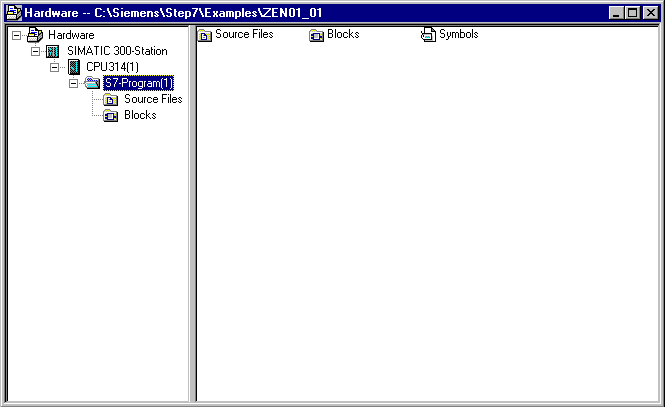 Hardware -- C:\Siemens\Step7\Examples\ZEN01_01
Hardware
SIMATIC 300-Station
CPU314(1)
S7-Program(1)
Source Files
Blocks
Source Files
Blocks
Symbols